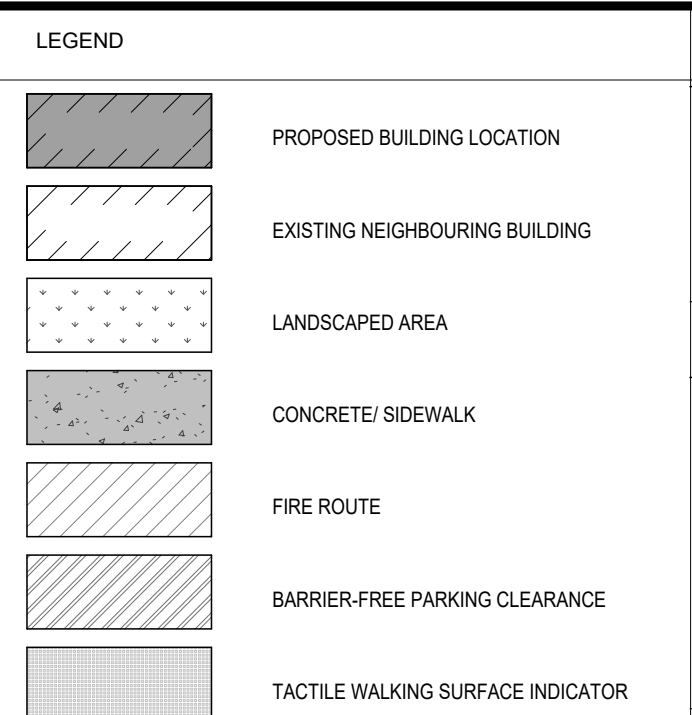 LEGEND
PROPOSED BUILDING LOCATION
EXISTING NEIGHBOURING BUILDING
LANDSCAPED AREA
CONCRETE/ SIDEWALK
FIRE ROUTE
BARRIER-FREE PARKING CLEARANCE
TACTILE WALKING SURFACE INDICATOR